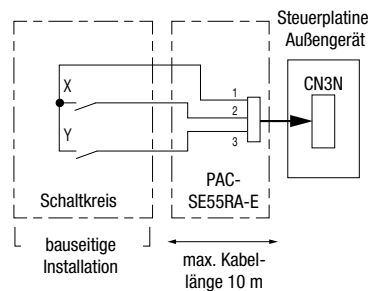 Steuerplatine
Außengerät
CN3N
X
Y
1
2
3
Schaltkreis
PAC-
SE55RA-E
bauseitige
Installation
max. Kabel-
länge 10 m